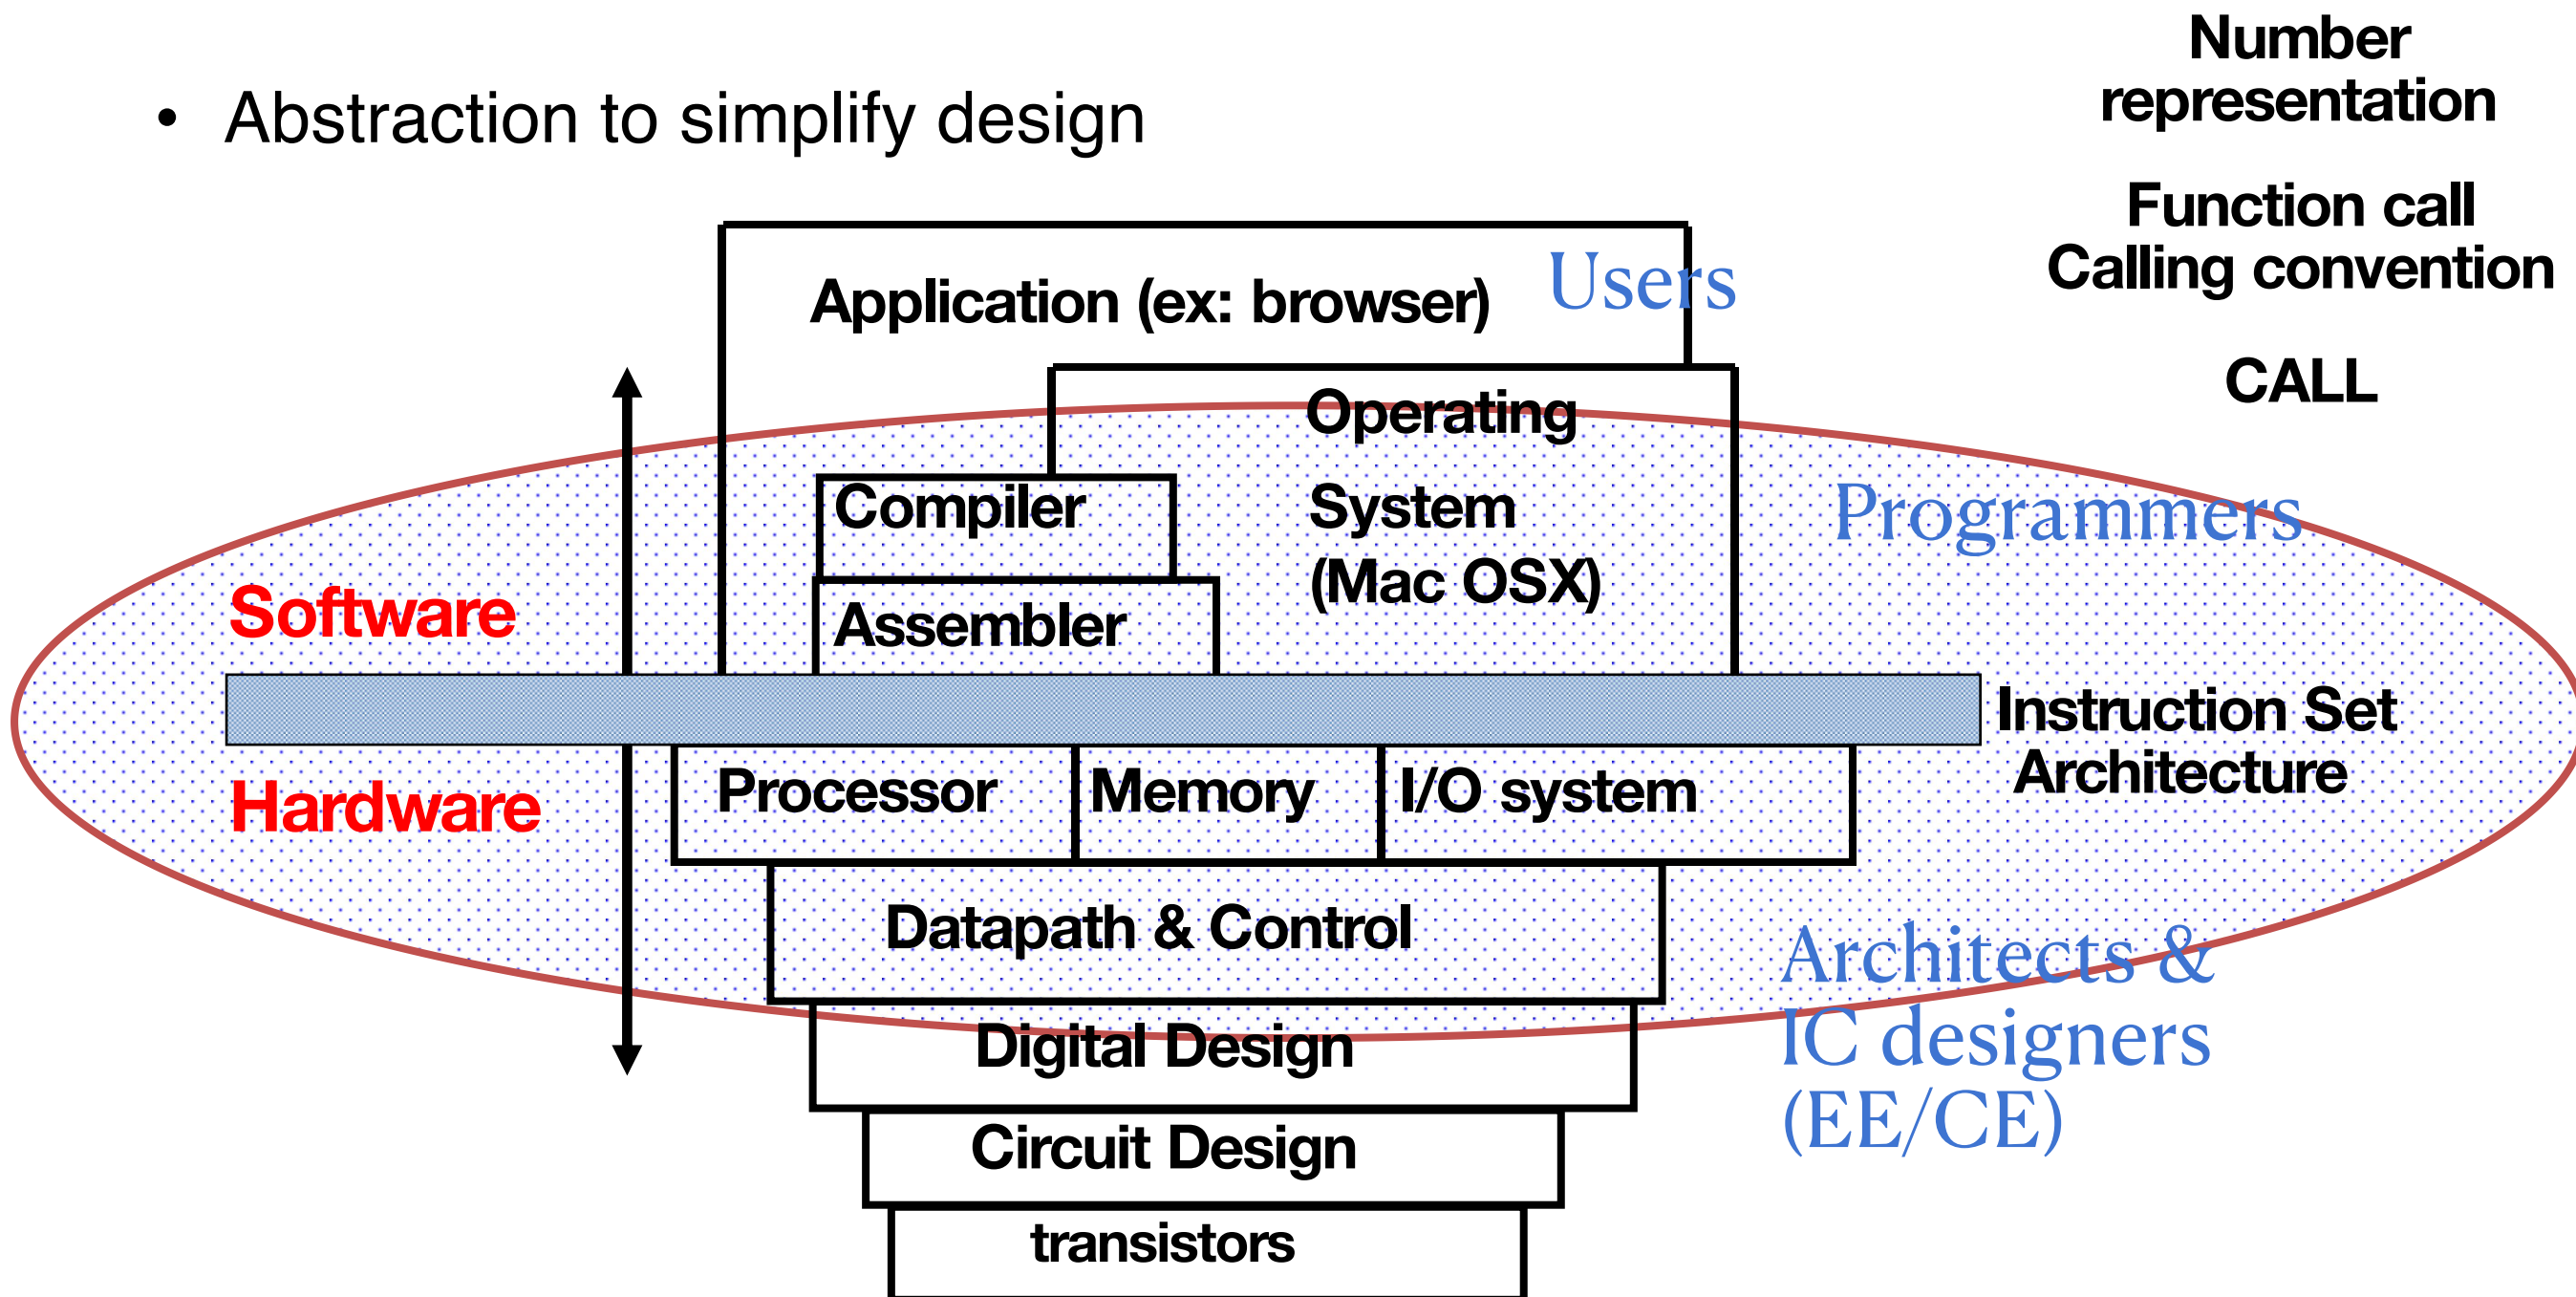 • Abstraction to simplify design
Number
representation
Function call
Calling convention
CALL
Application (ex: browser)
Users
Operating
System
(Mac OSX)
Compiler
Assembler
Programmers
Software
Instruction Set
Architecture
Hardware
Processor
Memory
I/O system
Datapath & Control
Architects &
IC designers
(EE/CE)
Digital Design
Circuit Design
transistors